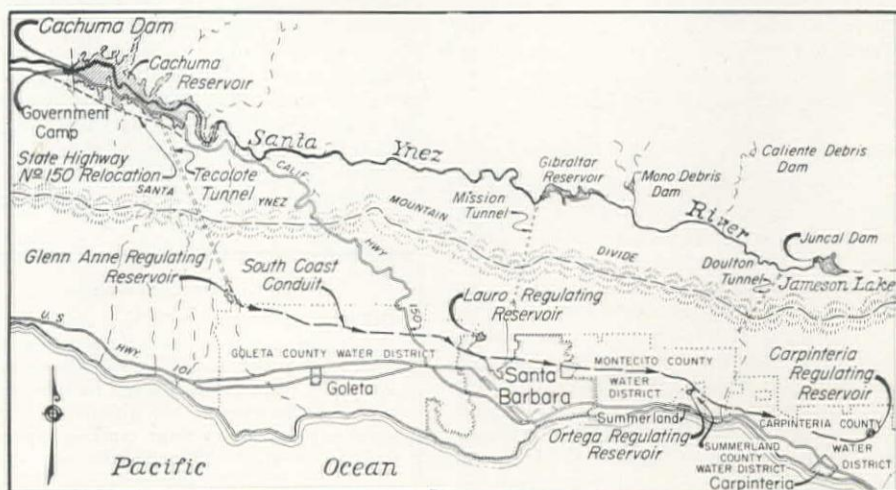 Cachuma Dam
Cachuma
Reservoir
Government
Camp
State Highway
Nº 150 Relocation
Tecolote
Tunnel
Santa Ynez River
CALIF. HWY 150
Gibraltar
Reservoir
Mono Debris
Dam
Caliente Debris
Dam
Mission
Tunnel
SANTA YNEZ MOUNTAIN DIVIDE
Juncal Dam
Doulton
Tunnel
Jameson Lake
Glenn Anne Regulating
Reservoir
South Coast
Conduit
Lauro Regulating
Reservoir
U. S. HWY. 101
GOLETA COUNTY WATER DISTRICT
Goleta
Santa
Barbara
MONTECITO COUNTY
WATER
DISTRICT
Carpinteria
Regulating
Reservoir
Summerland
Ortega Regulating
Reservoir
CARPINTERIA COUNTY
WATER
DISTRICT
SUMMERLAND
COUNTY
WATER DISTRICT
Carpinteria
Pacific Ocean